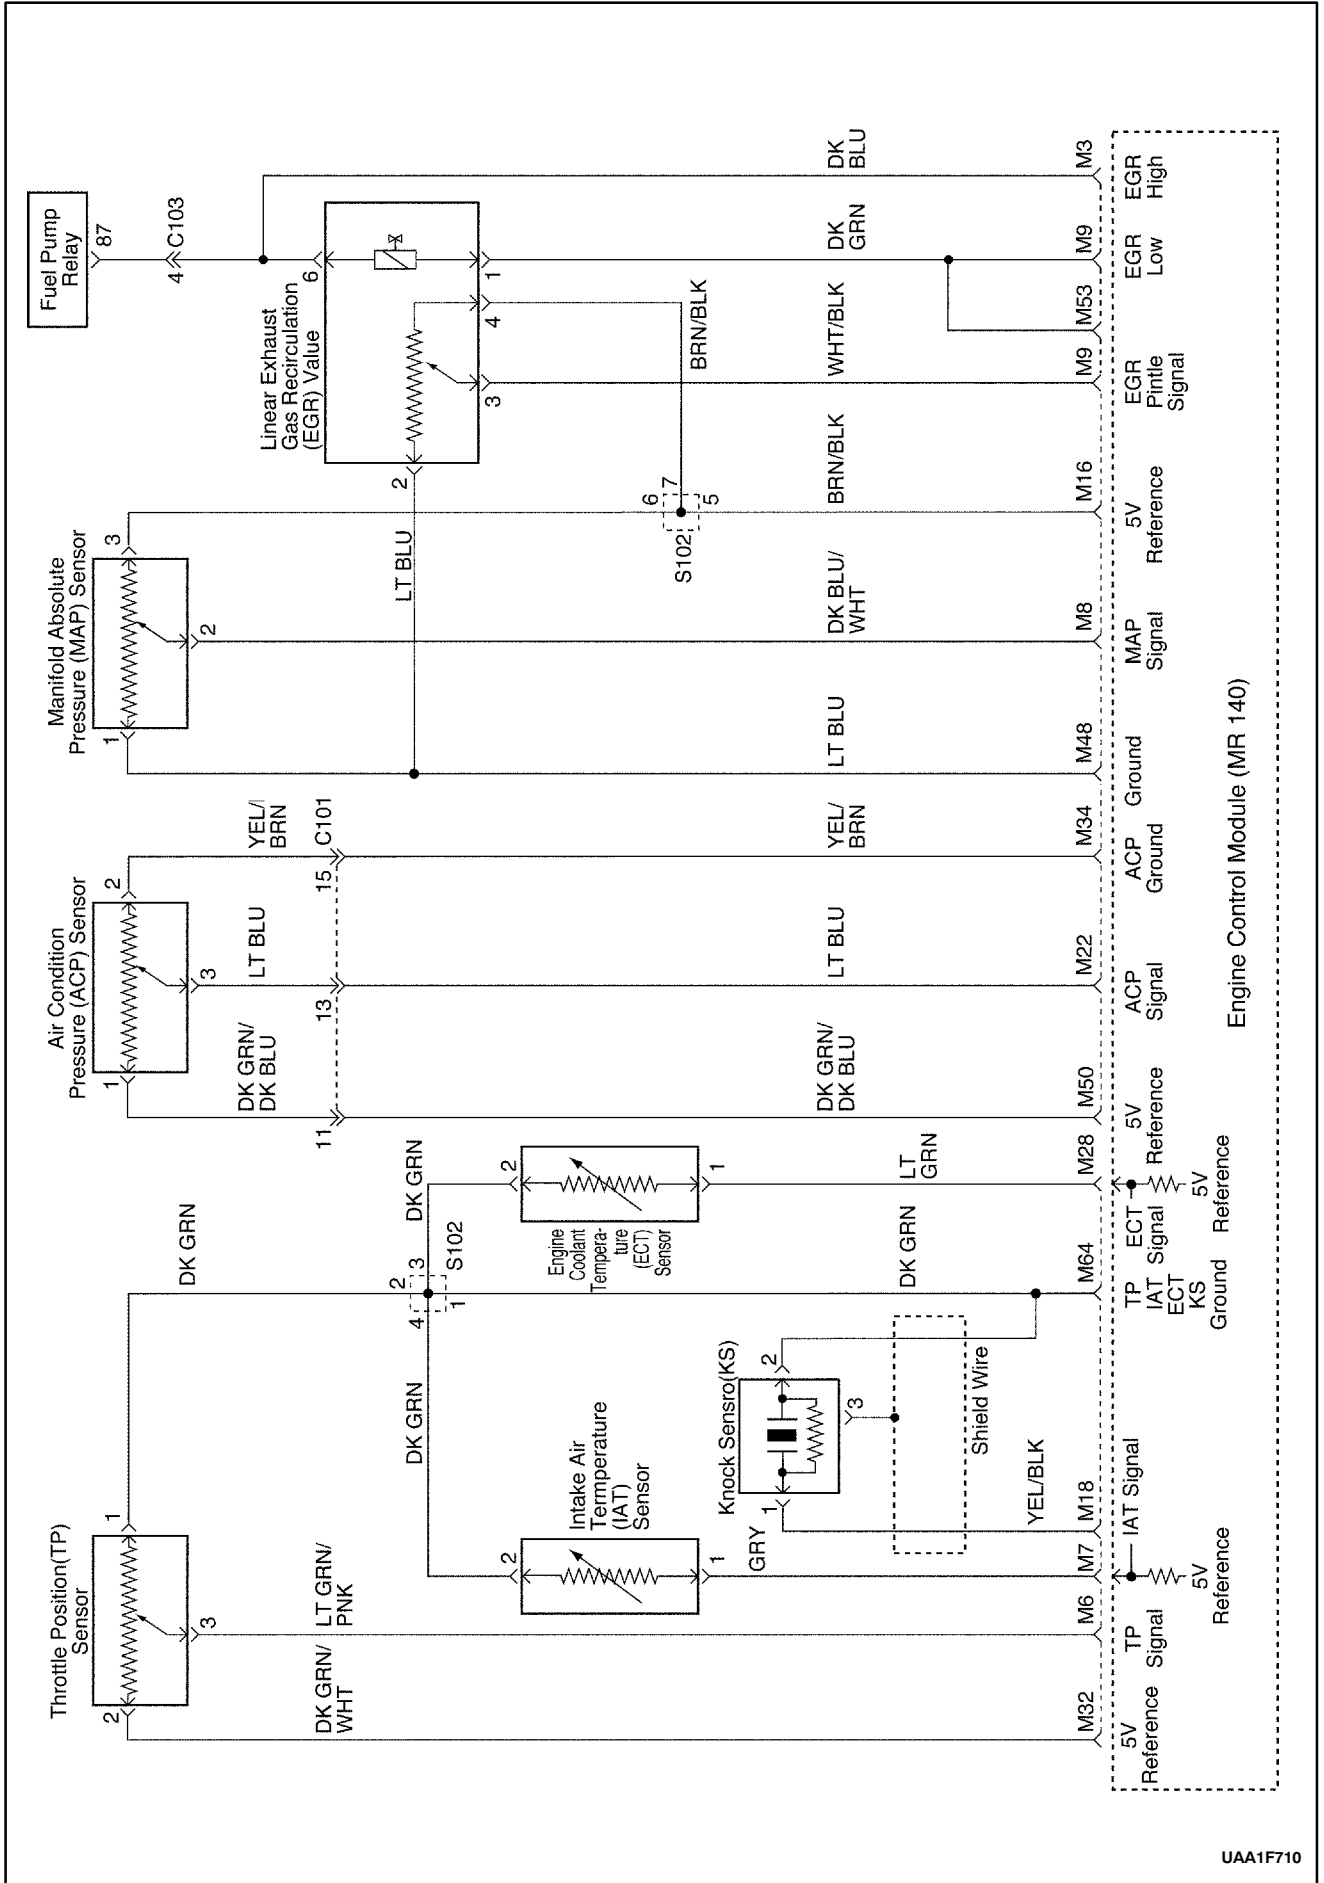 Fuel Pump
Relay
87
4
C103
Linear Exhaust
Gas Recirculation
(EGR) Value
6
1
4
3
2
BRN/BLK
LT BLU
DK
BLU
DK
GRN
WHT/BLK
BRN/BLK
M3
M9
M53
M9
M16
EGR
High
EGR
Low
EGR
Pintle
Signal
5V
Reference
Manifold Absolute
Pressure (MAP) Sensor
3
2
1
6
7
5
S102
DK BLU/
WHT
LT BLU
M8
M48
MAP
Signal
Ground
Air Condition
Pressure (ACP) Sensor
2
3
1
YEL/
BRN
C101
15
LT BLU
13
DK GRN/
DK BLU
11
YEL/
BRN
LT BLU
DK GRN/
DK BLU
M34
M22
M50
ACP
Ground
ACP
Signal
5V
Reference
Throttle Position(TP)
Sensor
1
3
2
DK GRN
LT GRN/
PNK
DK GRN/
WHT
DK GRN
2
3
4
1
S102
DK GRN
2
Engine
Coolant
Tempera-
ture
(ECT)
Sensor
1
LT
GRN
DK GRN
M28
M64
ECT
Signal
5V
Reference
TP
IAT
ECT
KS
Ground
Knock Sensro(KS)
2
3
1
Shield Wire
GRY
YEL/BLK
M18
Intake Air
Termperature
(IAT)
Sensor
2
1
M7
M6
M32
IAT Signal
5V
Reference
TP
Signal
5V
Reference
Engine Control Module (MR 140)
UAA1F710